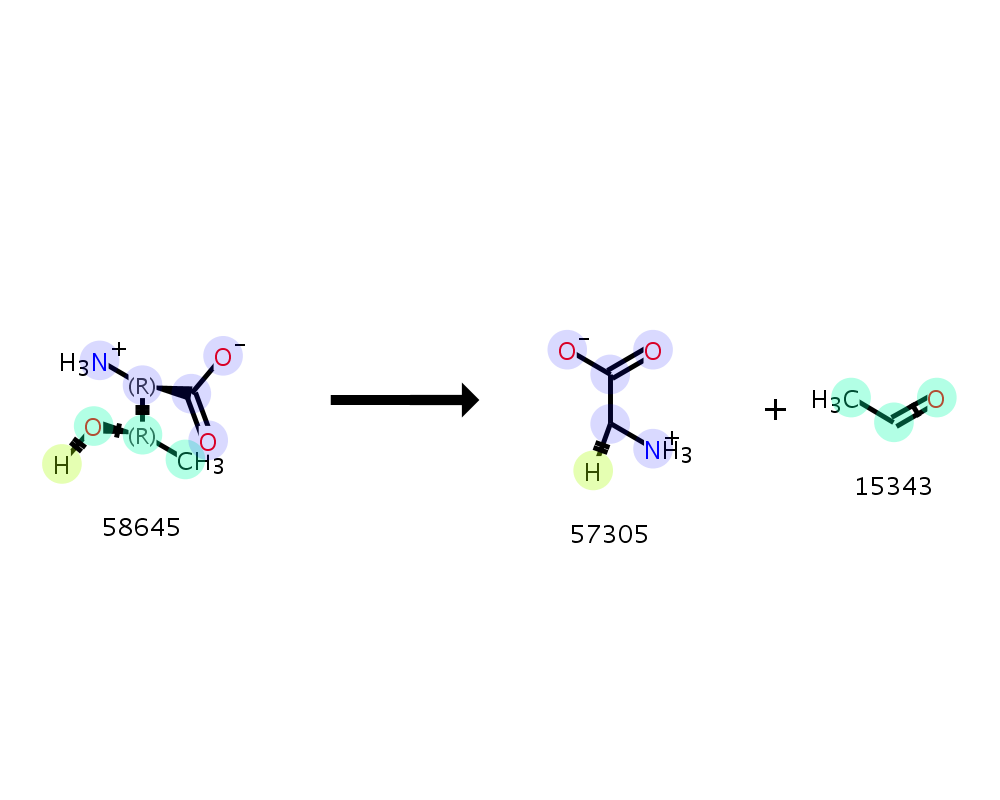 H3N+ (R) O-
O (R) O
H CH3
58645
O- O
H NH3+
57305
+
H3C O
15343